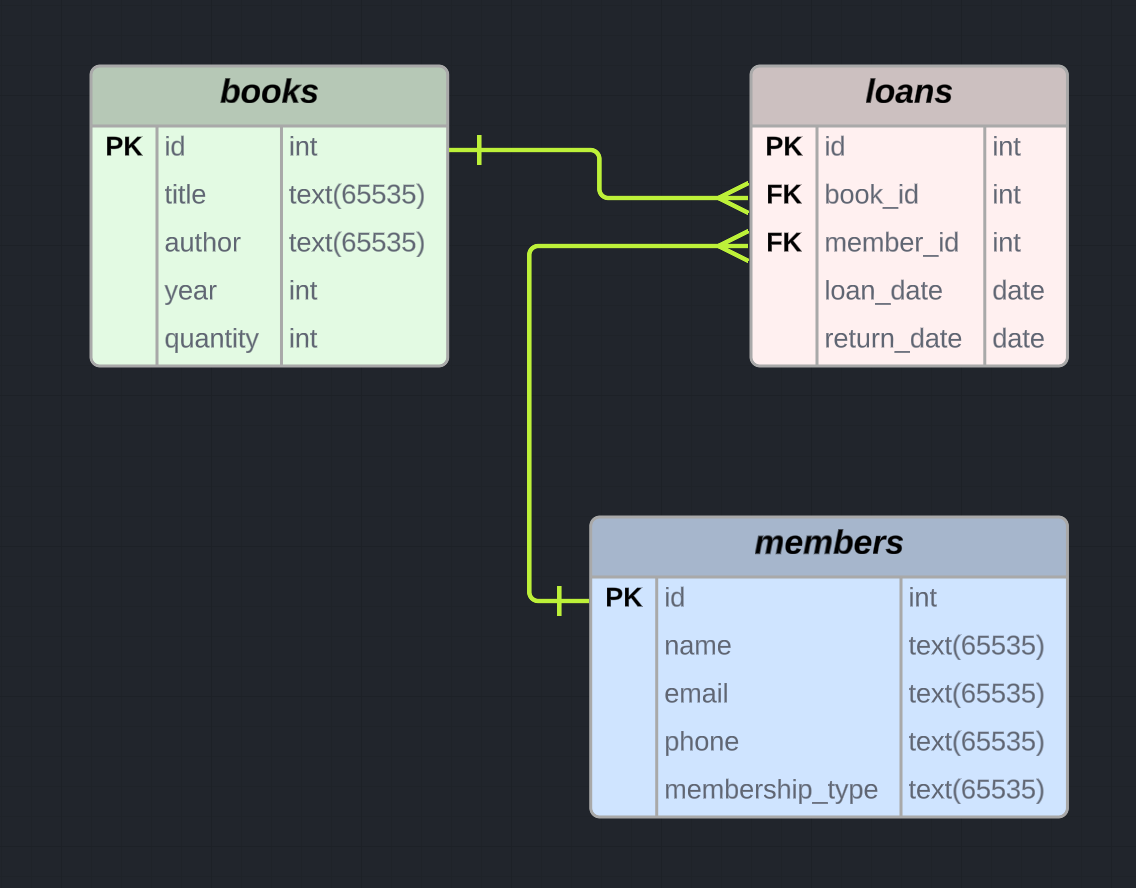 books
PK id int
title text(65535)
author text(65535)
year int
quantity int
loans
PK id int
FK book_id int
FK member_id int
loan_date date
return_date date
members
PK id int
name text(65535)
email text(65535)
phone text(65535)
membership_type text(65535)